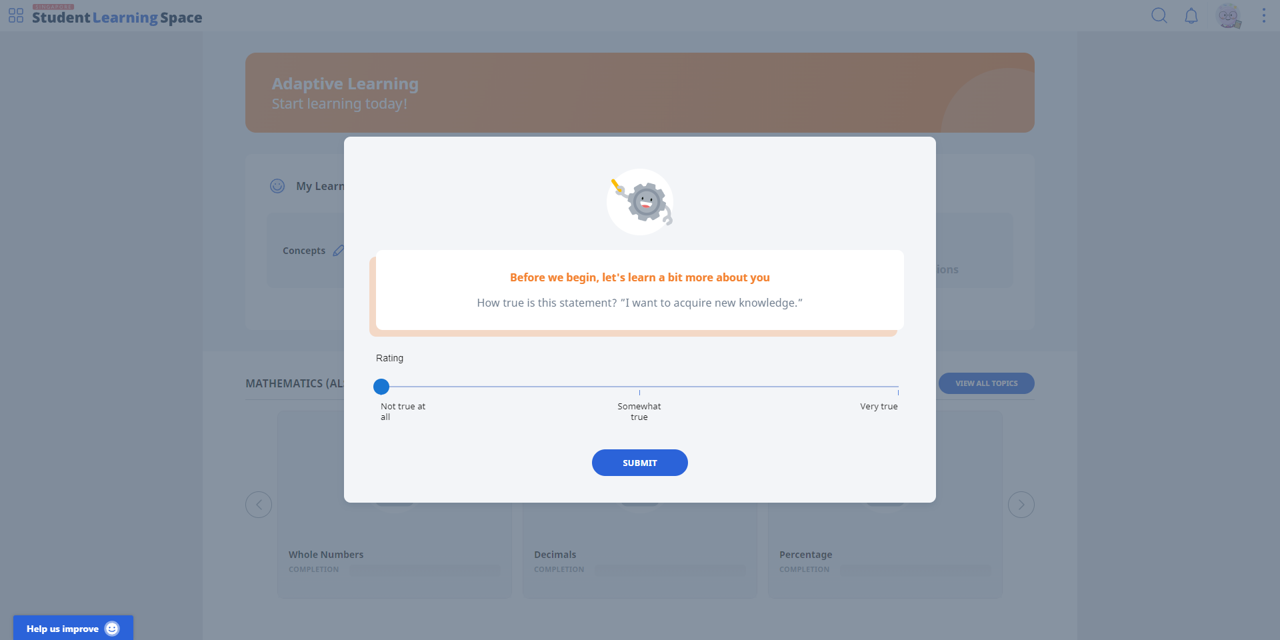 Student Learning Space
Adaptive Learning
Start learning today!
My Learn
Concepts
ions
Before we begin, let's learn a bit more about you
How true is this statement? "I want to acquire new knowledge."
Rating
Not true at
all
Somewhat
true
Very true
SUBMIT
MATHEMATICS (AL
VIEW ALL TOPICS
Whole Numbers
COMPLETION
Decimals
COMPLETION
Percentage
COMPLETION
Help us improve